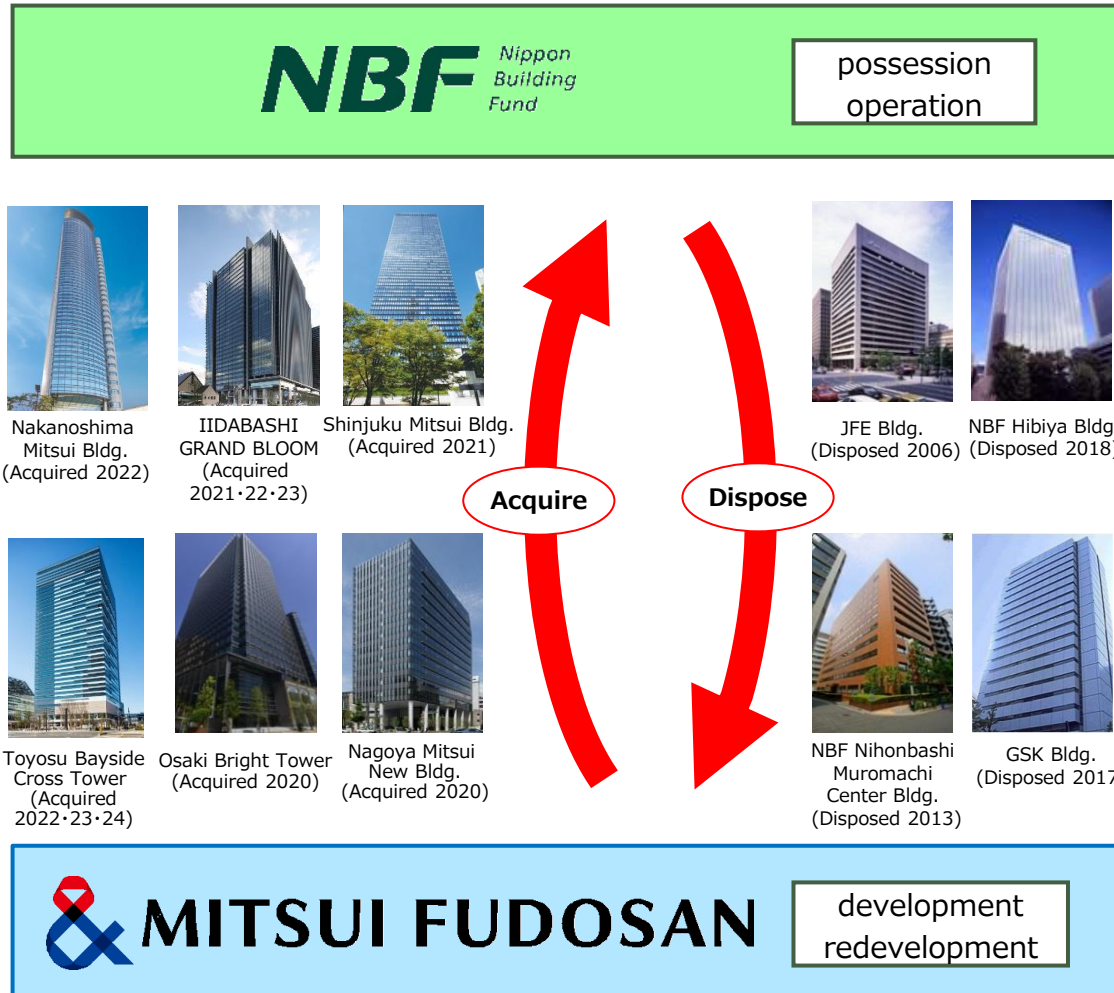 NBF
Nippon
Building
Fund
possession
operation
Nakanoshima
Mitsui Bldg.
(Acquired 2022)
IIDABASHI
GRAND BLOOM
(Acquired
2021･22･23)
Shinjuku Mitsui Bldg.
(Acquired 2021)
JFE Bldg.
(Disposed 2006)
NBF Hibiya Bldg
(Disposed 2018)
Acquire
Dispose
Toyosu Bayside
Cross Tower
(Acquired
2022･23･24)
Osaki Bright Tower
(Acquired 2020)
Nagoya Mitsui
New Bldg.
(Acquired 2020)
NBF Nihonbashi
Muromachi
Center Bldg.
(Disposed 2013)
GSK Bldg.
(Disposed 2017
& MITSUI FUDOSAN
development
redevelopment